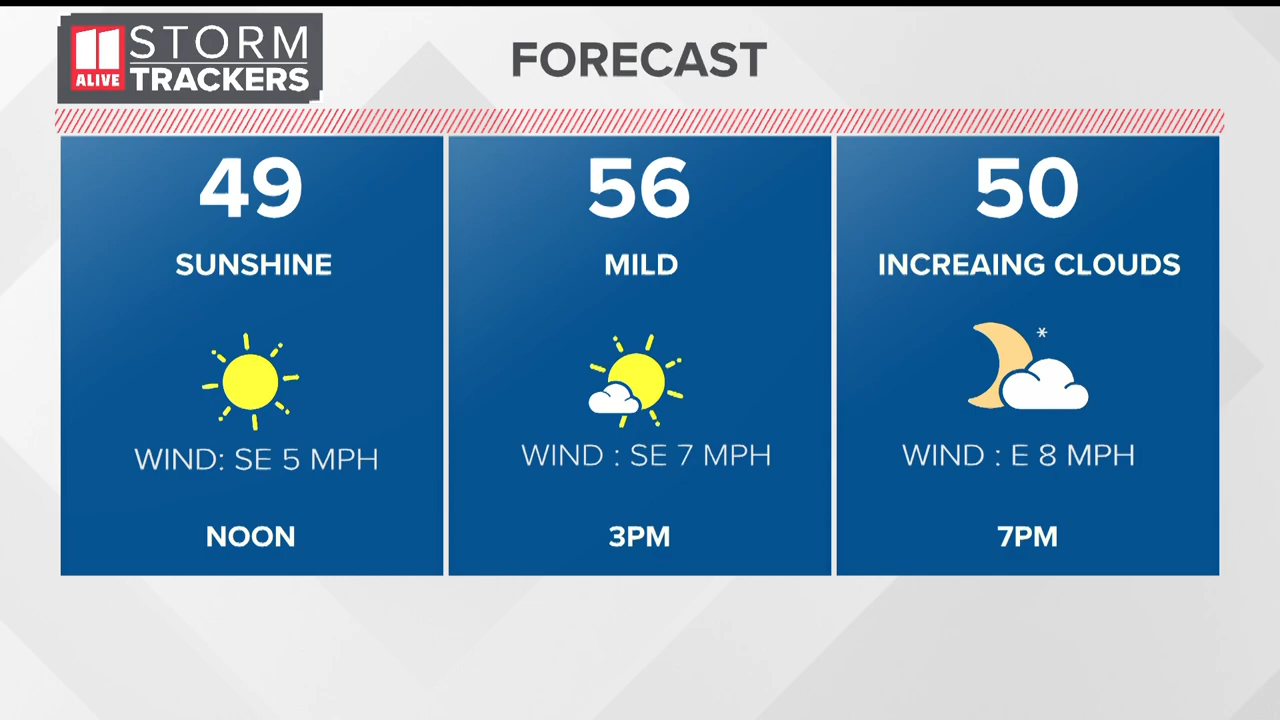 11 ALIVE
STORM
TRACKERS
FORECAST
49
SUNSHINE
WIND: SE 5 MPH
NOON
56
MILD
WIND : SE 7 MPH
3PM
50
INCREAING CLOUDS
WIND : E 8 MPH
7PM